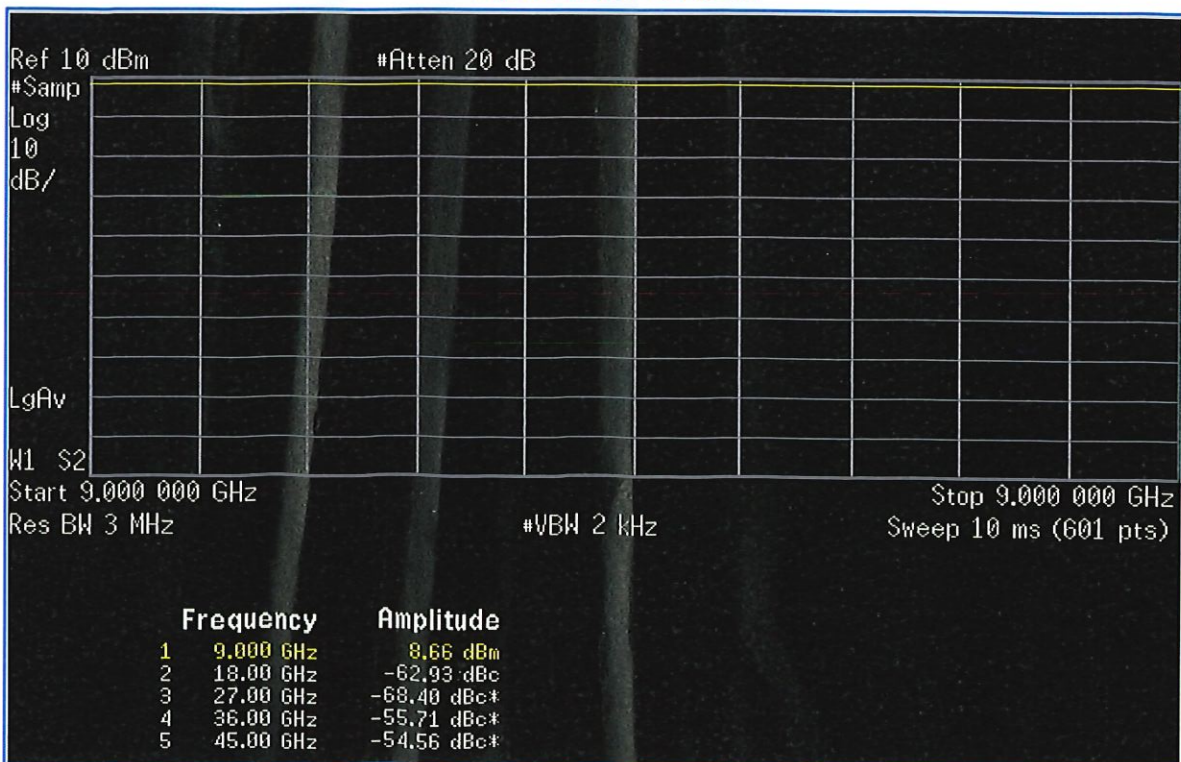 Ref 10 dBm #Atten 20 dB
#Samp
Log
10
dB/
LgAv
W1 S2
Start 9.000 000 GHz Stop 9.000 000 GHz
Res BW 3 MHz #VBW 2 kHz Sweep 10 ms (601 pts)
Frequency Amplitude
1 9.000 GHz 8.66 dBm
2 18.00 GHz -62.93 dBc
3 27.00 GHz -68.40 dBc*
4 36.00 GHz -55.71 dBc*
5 45.00 GHz -54.56 dBc*